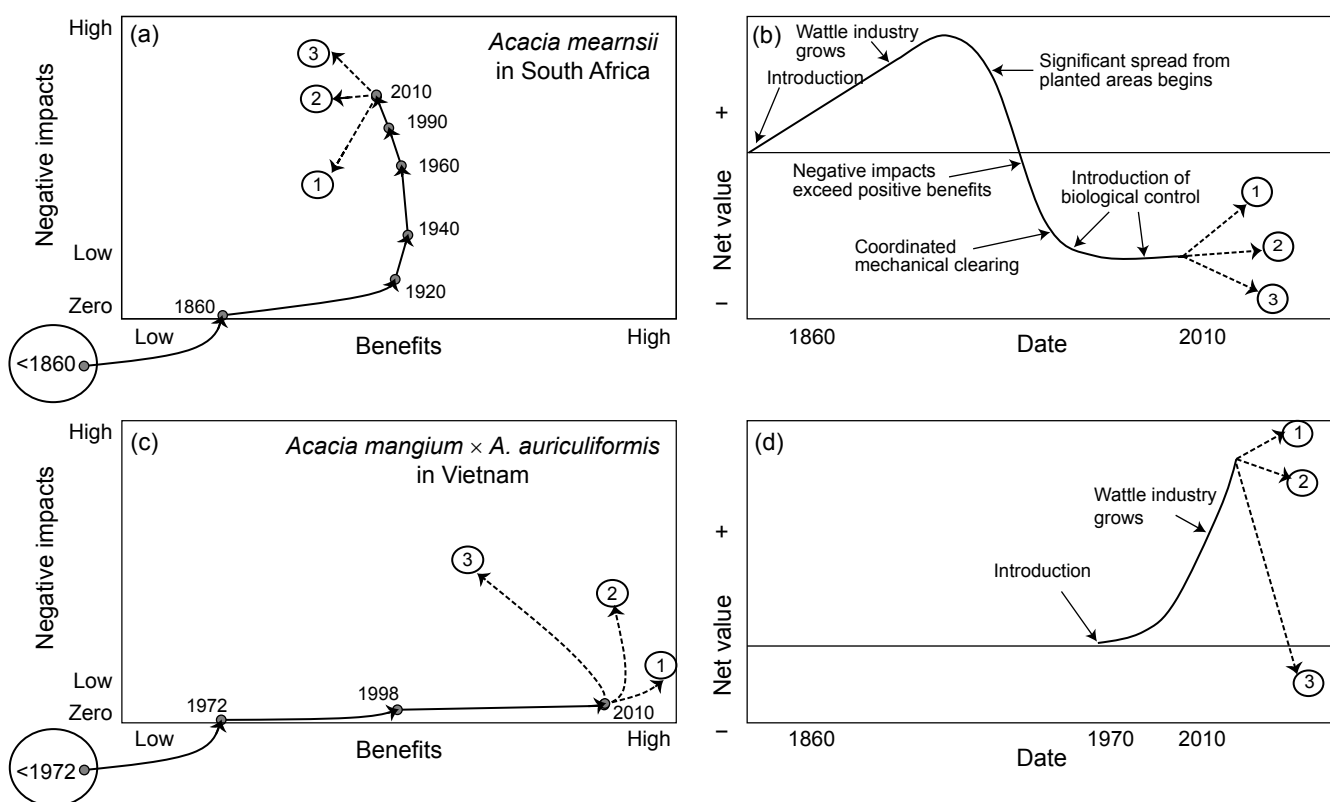 (a)
Acacia mearnsii
in South Africa
High
Low
Zero
Negative impacts
3
2
1
2010
1990
1960
1940
1920
1860
<1860
Low
Benefits
High
(b)
Wattle industry
grows
Introduction
Significant spread from
planted areas begins
Negative impacts
exceed positive benefits
Introduction of
biological control
Coordinated
mechanical clearing
1
2
3
+
Net value
–
1860
Date
2010
(c)
Acacia mangium × A. auriculiformis
in Vietnam
High
Low
Zero
Negative impacts
3
2
1
1972
1998
2010
<1972
Low
Benefits
High
(d)
1
2
Wattle industry
grows
Introduction
3
+
Net value
–
1860
1970
2010
Date